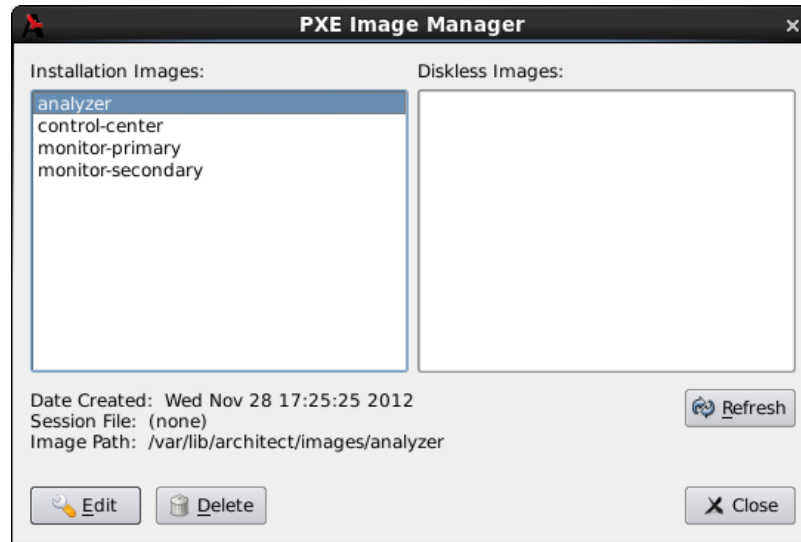 PXE Image Manager
Installation Images:
Diskless Images:
analyzer
control-center
monitor-primary
monitor-secondary
Date Created: Wed Nov 28 17:25:25 2012
Session File: (none)
Image Path: /var/lib/architect/images/analyzer
Refresh
Edit
Delete
Close